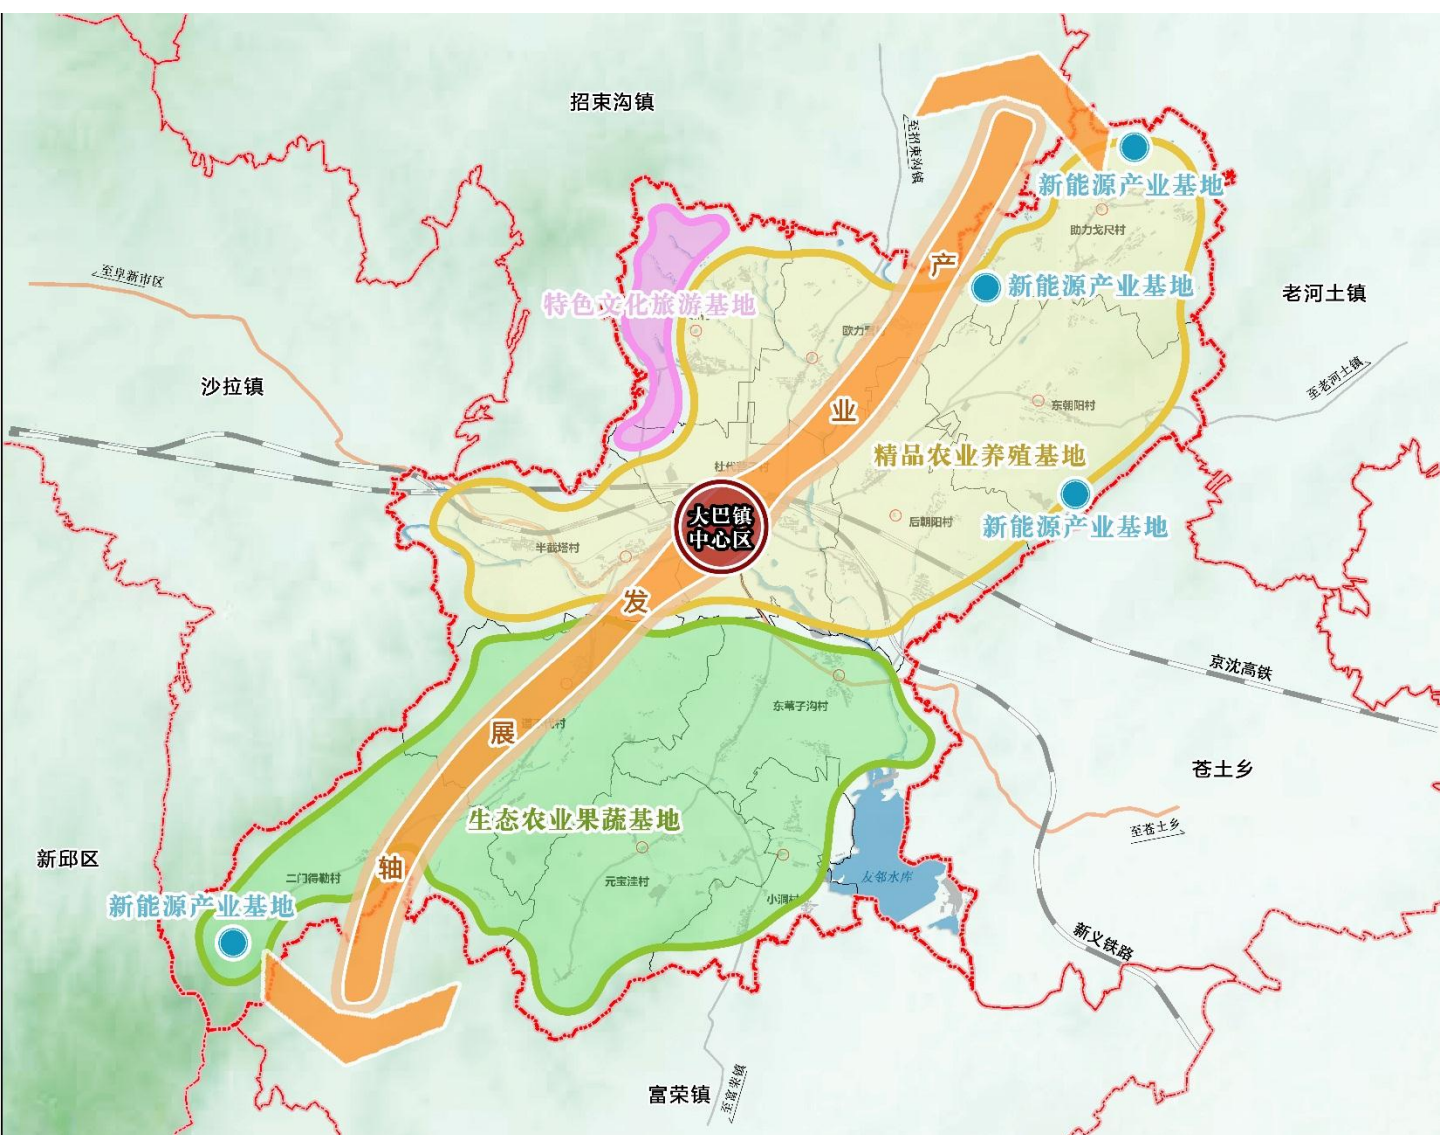 招束沟镇
至招束沟镇
新能源产业基地
助力戈尺村
产
至阜新市区
新能源产业基地
老河土镇
特色文化旅游基地
欧力
至老河土镇
沙拉镇
业
东朝阳村
精品农业养殖基地
杜代
村
大巴镇
中心区
后朝阳村
新能源产业基地
半截塔村
发
京沈高铁
东苇子沟村
展
村
苍土乡
生态农业果蔬基地
至苍土乡
新邱区
轴
二门得勒村
元宝洼村
友邻水库
小洞村
新能源产业基地
新义铁路
富荣镇
至富荣镇